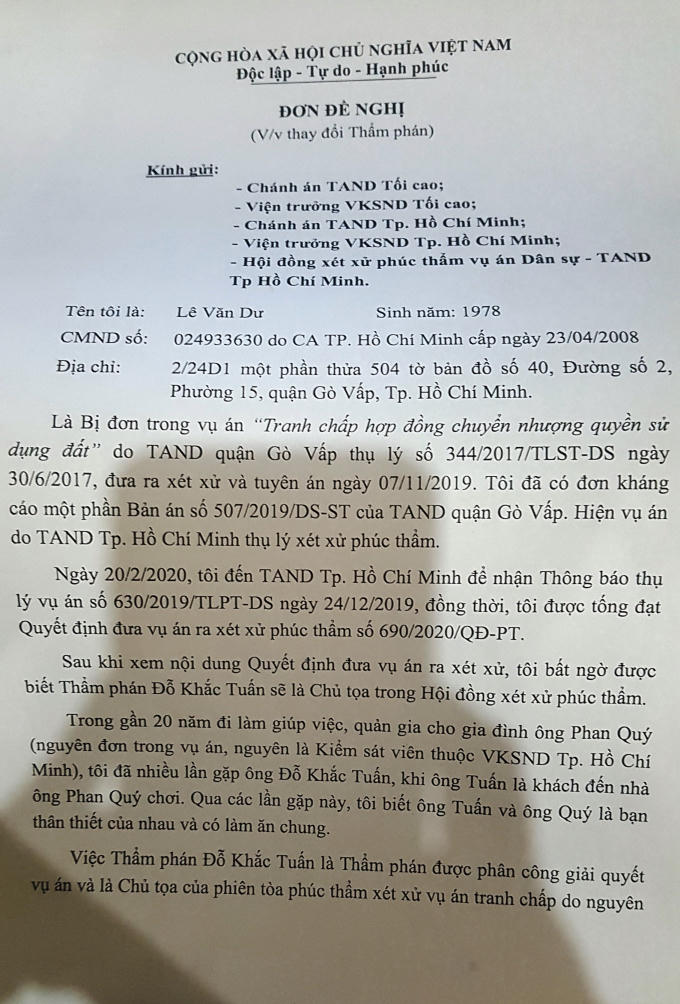 CỘNG HÒA XÃ HỘI CHỦ NGHĨA VIỆT NAM
Độc lập - Tự do - Hạnh phúc
ĐƠN ĐỀ NGHỊ
(V/v thay đổi Thẩm phán)
Kính gửi:
- Chánh án TAND Tối cao;
- Viện trưởng VKSND Tối cao;
- Chánh án TAND Tp. Hồ Chí Minh;
- Viện trưởng VKSND Tp. Hồ Chí Minh;
- Hội đồng xét xử phúc thẩm vụ án Dân sự - TAND
Tp Hồ Chí Minh.
Tên tôi là: Lê Văn Dư Sinh năm: 1978
CMND số: 024933630 do CA TP. Hồ Chí Minh cấp ngày 23/04/2008
Địa chỉ: 2/24D1 một phần thửa 504 tờ bản đồ số 40, Đường số 2,
Phường 15, quận Gò Vấp, Tp. Hồ Chí Minh.
Là Bị đơn trong vụ án “Tranh chấp hợp đồng chuyển nhượng quyền sử
dụng đất” do TAND quận Gò Vấp thụ lý số 344/2017/TLST-DS ngày
30/6/2017, đưa ra xét xử và tuyên án ngày 07/11/2019. Tôi đã có đơn kháng
cáo một phần Bản án số 507/2019/DS-ST của TAND quận Gò Vấp. Hiện vụ án
do TAND Tp. Hồ Chí Minh thụ lý xét xử phúc thẩm.
Ngày 20/2/2020, tôi đến TAND Tp. Hồ Chí Minh để nhận Thông báo thụ
lý vụ án số 630/2019/TLPT-DS ngày 24/12/2019, đồng thời, tôi được tống đạt
Quyết định đưa vụ án ra xét xử phúc thẩm số 690/2020/QĐ-PT.
Sau khi xem nội dung Quyết định đưa vụ án ra xét xử, tôi bất ngờ được
biết Thẩm phán Đỗ Khắc Tuấn sẽ là Chủ tọa trong Hội đồng xét xử phúc thẩm.
Trong gần 20 năm đi làm giúp việc, quản gia cho gia đình ông Phan Quý
(nguyên đơn trong vụ án, nguyên là Kiểm sát viên thuộc VKSND Tp. Hồ Chí
Minh), tôi đã nhiều lần gặp ông Đỗ Khắc Tuấn, khi ông Tuấn là khách đến nhà
ông Phan Quý chơi. Qua các lần gặp này, tôi biết ông Tuấn và ông Quý là bạn
thân thiết của nhau và có làm ăn chung.
Việc Thẩm phán Đỗ Khắc Tuấn là Thẩm phán được phân công giải quyết
vụ án và là Chủ tọa của phiên tòa phúc thẩm xét xử vụ án tranh chấp do nguyên